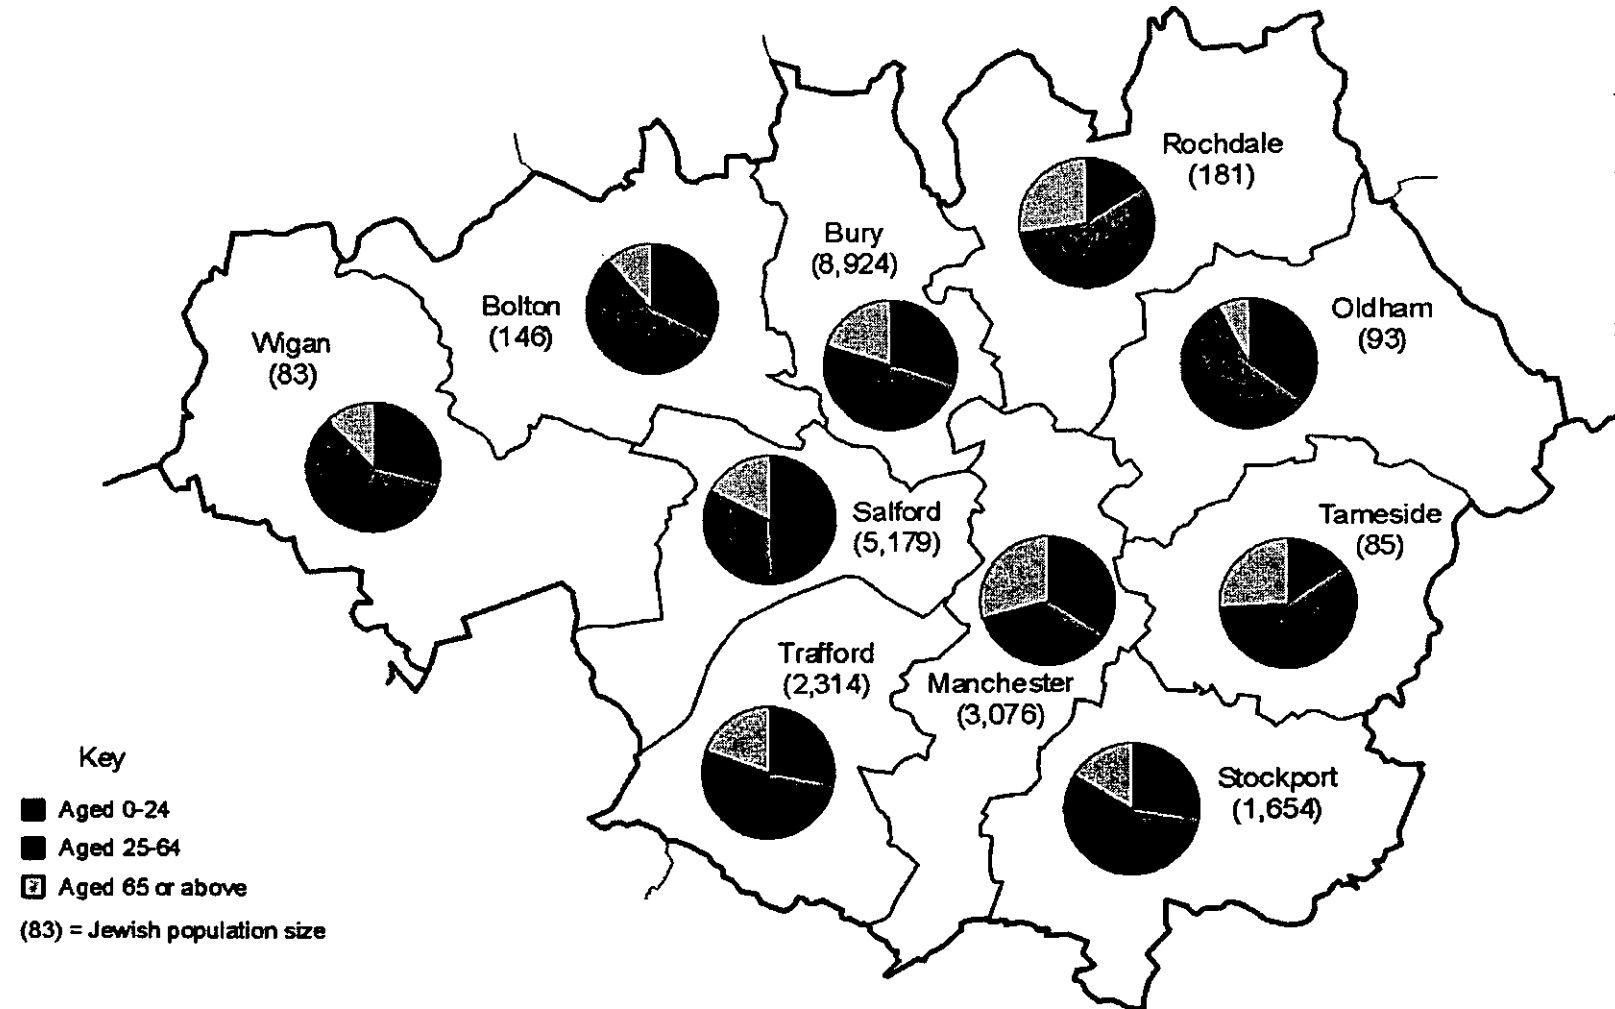 Rochdale
(181)
Bury
(8,924)
Bolton
(146)
Oldham
(93)
Wigan
(83)
Salford
(5,179)
Tameside
(85)
Trafford
(2,314)
Manchester
(3,076)
Stockport
(1,654)
Key
Aged 0-24
Aged 25-64
Aged 65 or above
(83) = Jewish population size